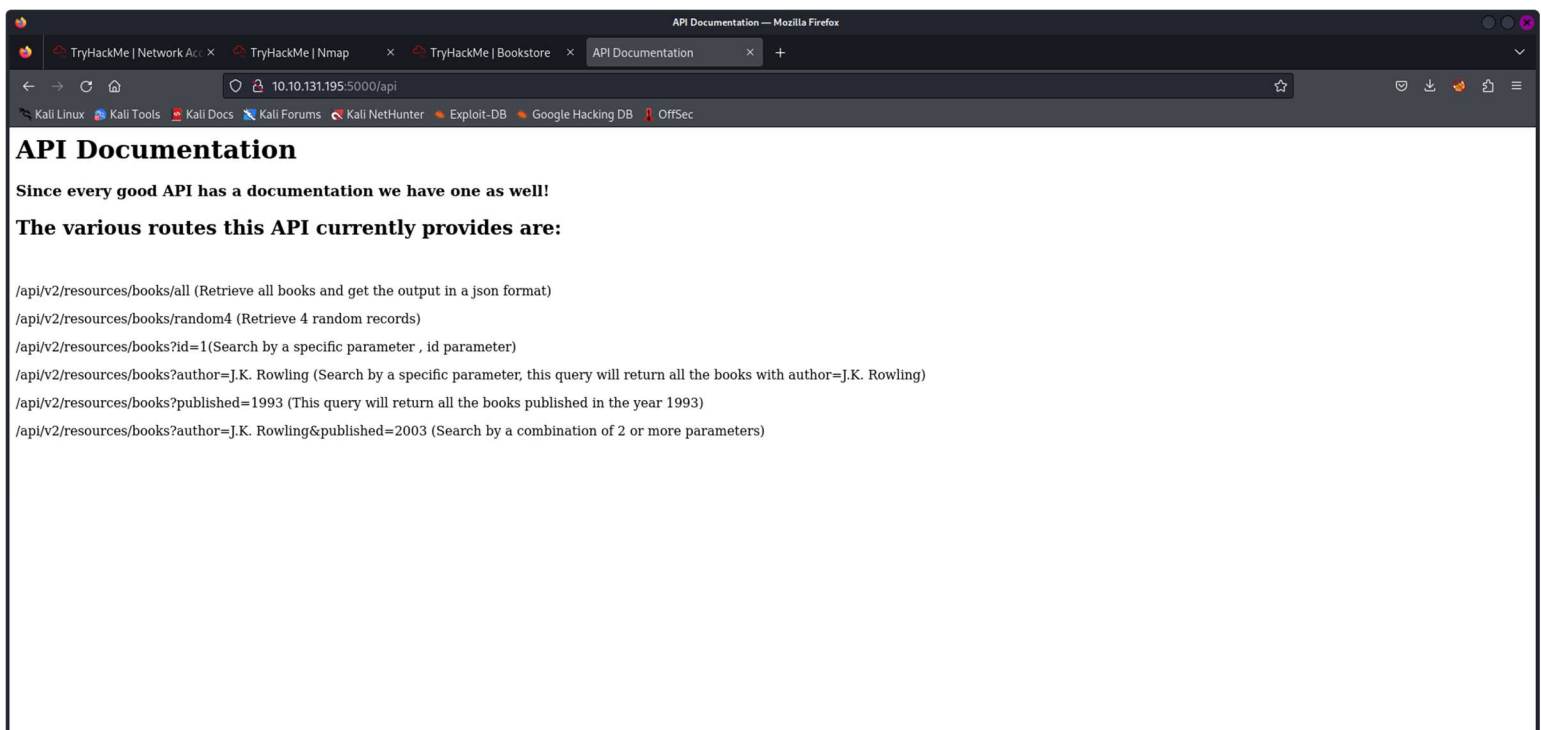 API Documentation — Mozilla Firefox
TryHackMe | Network Acc
TryHackMe | Nmap
TryHackMe | Bookstore
API Documentation
10.10.131.195:5000/api
Kali Linux Kali Tools Kali Docs Kali Forums Kali NetHunter Exploit-DB Google Hacking DB OffSec
API Documentation
Since every good API has a documentation we have one as well!
The various routes this API currently provides are:
/api/v2/resources/books/all (Retrieve all books and get the output in a json format)
/api/v2/resources/books/random4 (Retrieve 4 random records)
/api/v2/resources/books?id=1(Search by a specific parameter , id parameter)
/api/v2/resources/books?author=J.K. Rowling (Search by a specific parameter, this query will return all the books with author=J.K. Rowling)
/api/v2/resources/books?published=1993 (This query will return all the books published in the year 1993)
/api/v2/resources/books?author=J.K. Rowling&published=2003 (Search by a combination of 2 or more parameters)